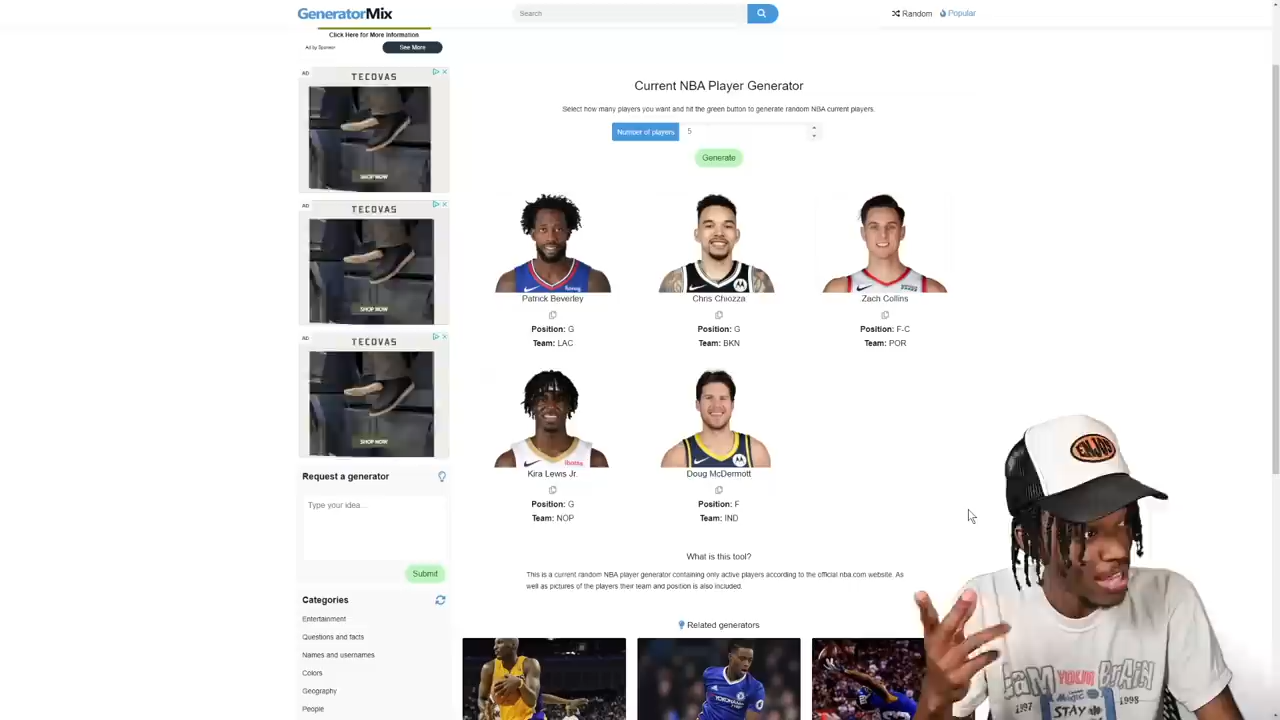 GeneratorMix
Search
Random
Popular
Click Here for More Information
Ad by Sponsor
See More
AD
TECOVAS
SHOP NOW
AD
TECOVAS
SHOP NOW
AD
TECOVAS
SHOP NOW
Request a generator
Type your idea...
Submit
Categories
Entertainment
Questions and facts
Names and usernames
Colors
Geography
People
Current NBA Player Generator
Select how many players you want and hit the green button to generate random NBA current players.
Number of players
5
Generate
Patrick Beverley
Position: G
Team: LAC
Chris Chiozza
Position: G
Team: BKN
Zach Collins
Position: F-C
Team: POR
Kira Lewis Jr.
Position: G
Team: NOP
Doug McDermott
Position: F
Team: IND
What is this tool?
This is a current random NBA player generator containing only active players according to the official nba.com website. As
well as pictures of the players their team and position is also included.
Related generators
ENJOY
YOUR BRAIN
1997
STAY
1998